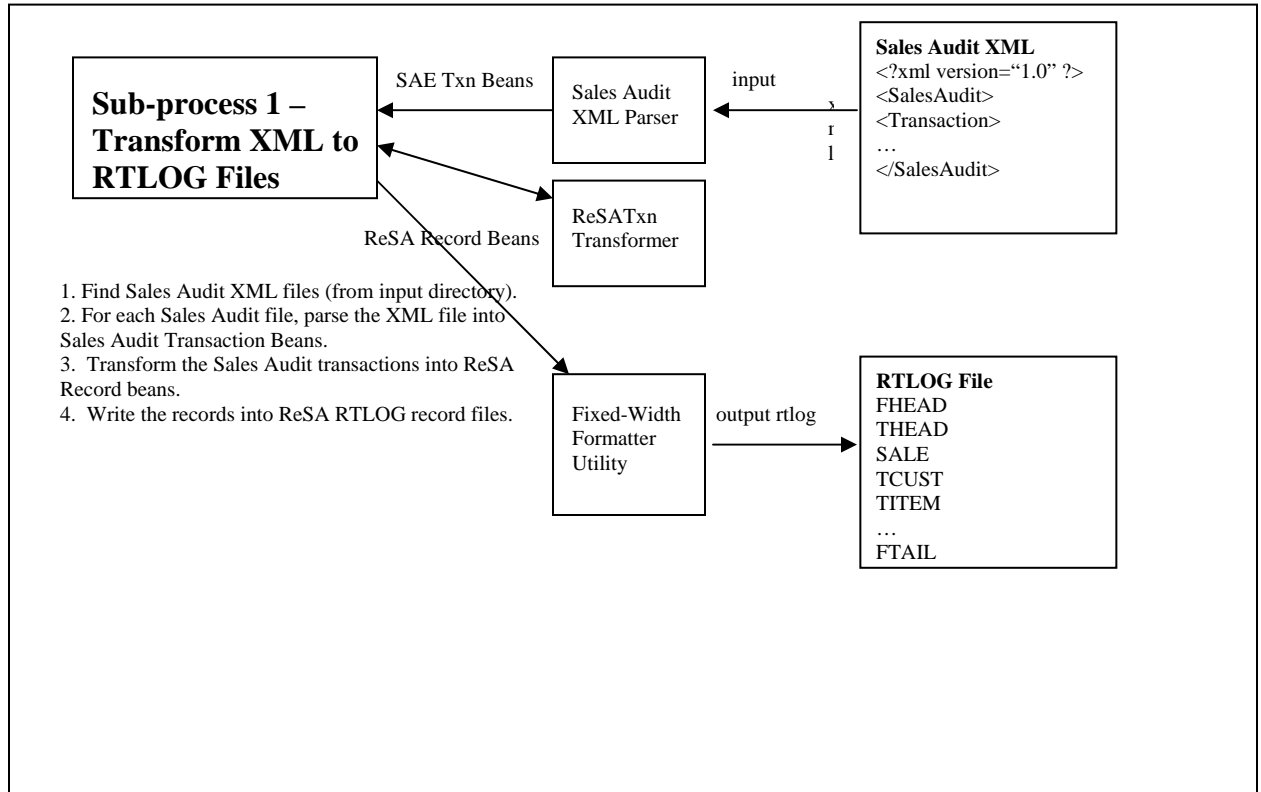 Sub-process 1 –
Transform XML to
RTLOG Files
SAE Txn Beans
Sales Audit
XML Parser
input
Sales Audit XML
<?xml version=“1.0” ?>
<SalesAudit>
<Transaction>
…
</SalesAudit>
ReSA Record Beans
ReSATxn
Transformer
1. Find Sales Audit XML files (from input directory).
2. For each Sales Audit file, parse the XML file into
Sales Audit Transaction Beans.
3. Transform the Sales Audit transactions into ReSA
Record beans.
4. Write the records into ReSA RTLOG record files.
Fixed-Width
Formatter
Utility
output rtlog
RTLOG File
FHEAD
THEAD
SALE
TCUST
TITEM
…
FTAIL